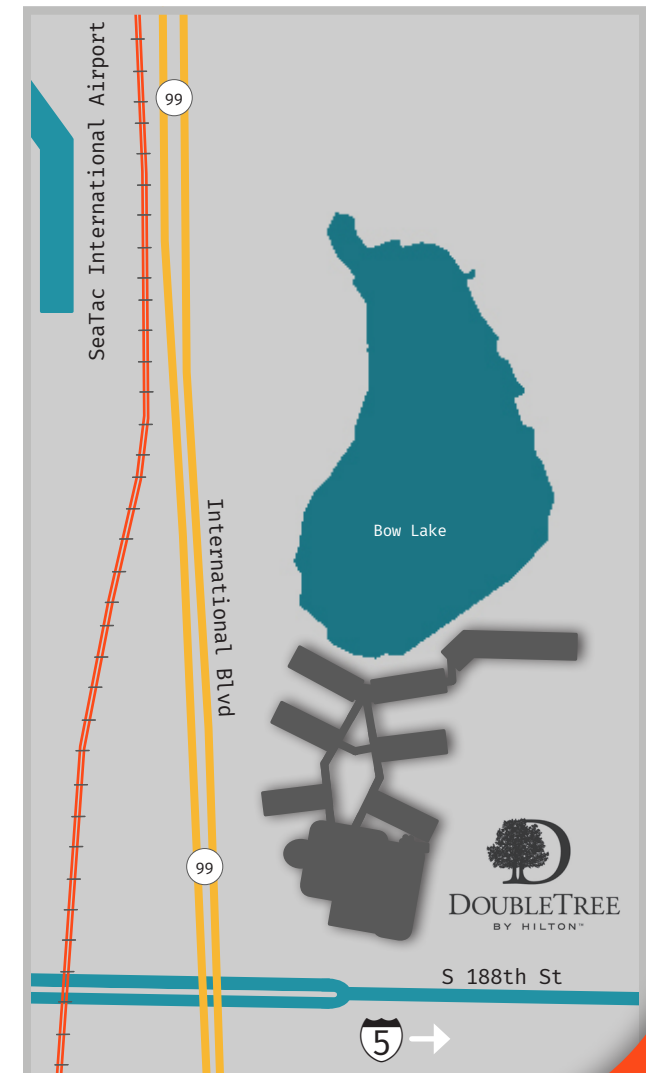 SeaTac International Airport
99
International Blvd
Bow Lake
99
DOUBLETREE
BY HILTON™
S 188th St
5